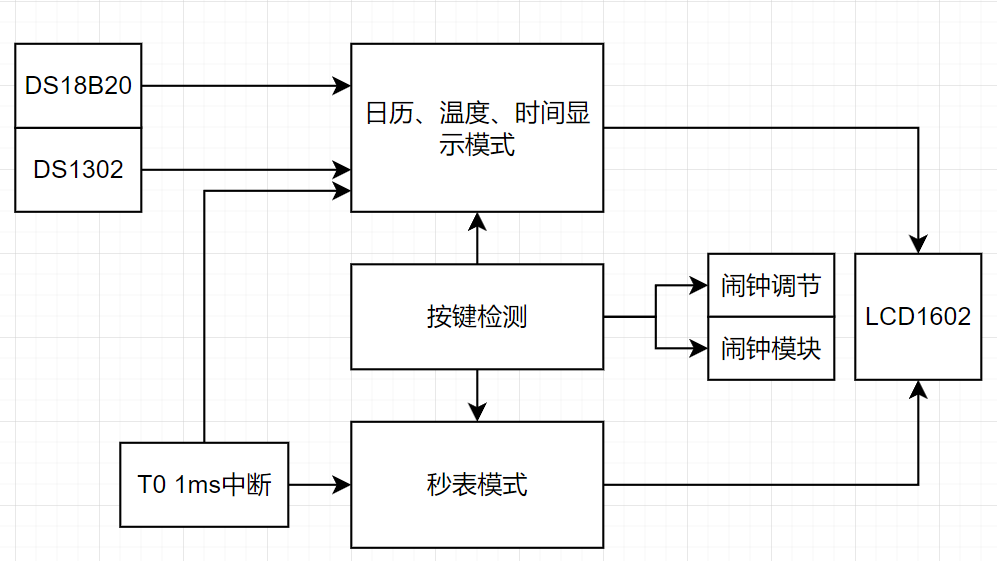 DS18B20
DS1302
日历、温度、时间显
示模式
按键检测
闹钟调节
闹钟模块
LCD1602
T0 1ms中断
秒表模式